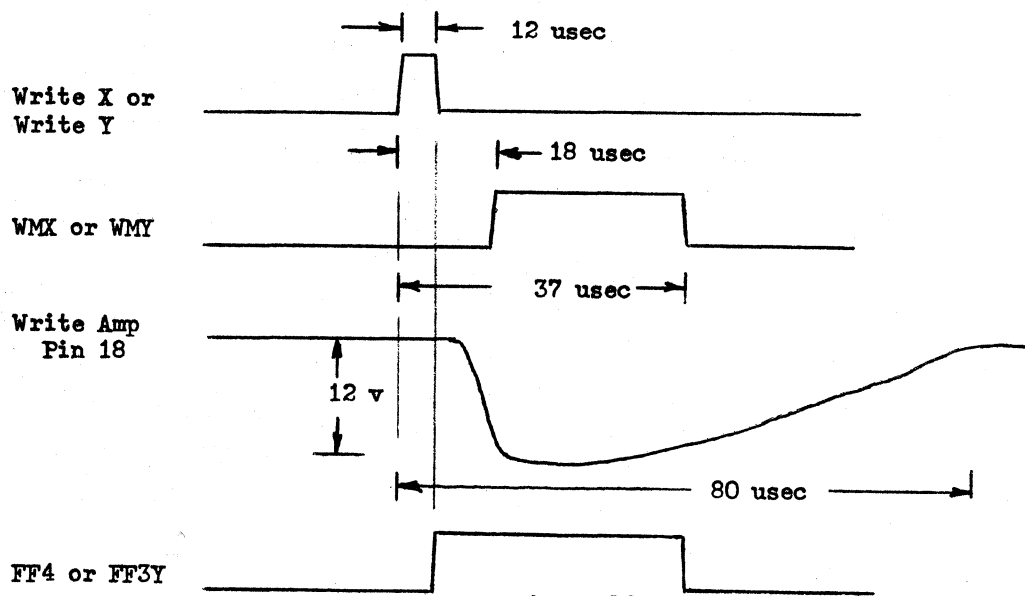 12 usec
Write X or
Write Y
18 usec
WMX or WMY
37 usec
Write Amp
Pin 18
12 v
80 usec
FF4 or FF3Y